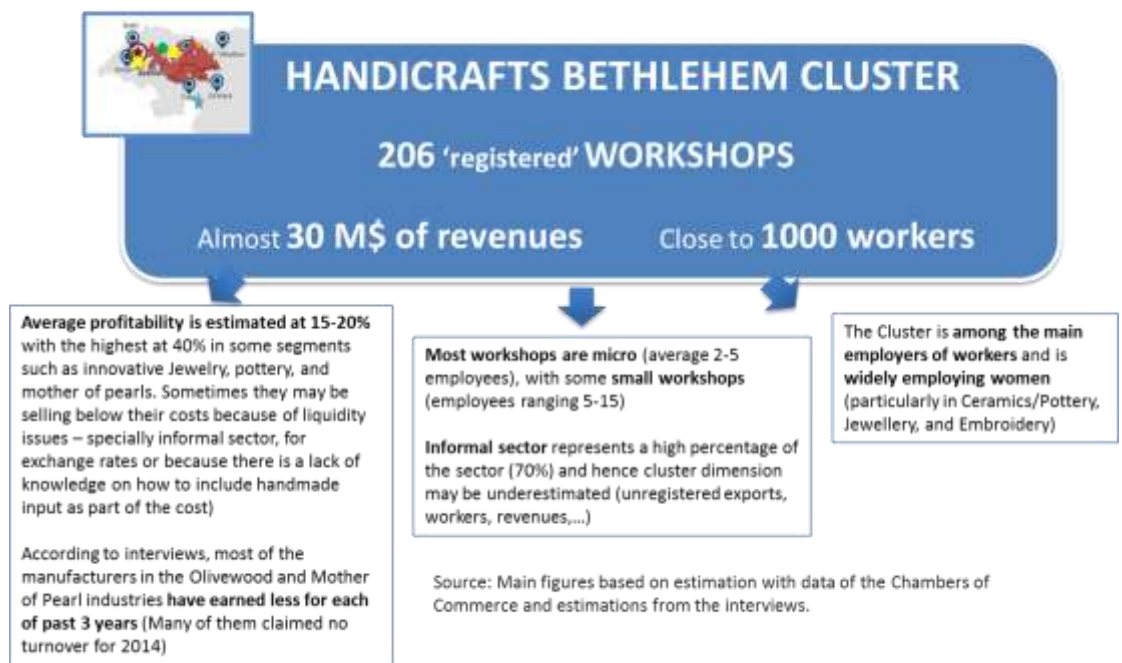 HANDICRAFTS BETHLEHEM CLUSTER
206 ‘registered’ WORKSHOPS
Almost 30 M$ of revenues
Close to 1000 workers
Average profitability is estimated at 15-20%
with the highest at 40% in some segments
such as innovative Jewelry, pottery, and
mother of pearls. Sometimes they may be
selling below their costs because of liquidity
issues – specially informal sector, for
exchange rates or because there is a lack of
knowledge on how to include handmade
input as part of the cost)
According to interviews, most of the
manufacturers in the Olivewood and Mother
of Pearl industries have earned less for each
of past 3 years (Many of them claimed no
turnover for 2014)
Most workshops are micro (average 2-5
employees), with some small workshops
(employees ranging 5-15)
Informal sector represents a high percentage of
the sector (70%) and hence cluster dimension
may be underestimated (unregistered exports,
workers, revenues,...)
The Cluster is among the main
employers of workers and is
widely employing women
(particularly in Ceramics/Pottery,
Jewellery, and Embroidery)
Source: Main figures based on estimation with data of the Chambers of
Commerce and estimations from the interviews.